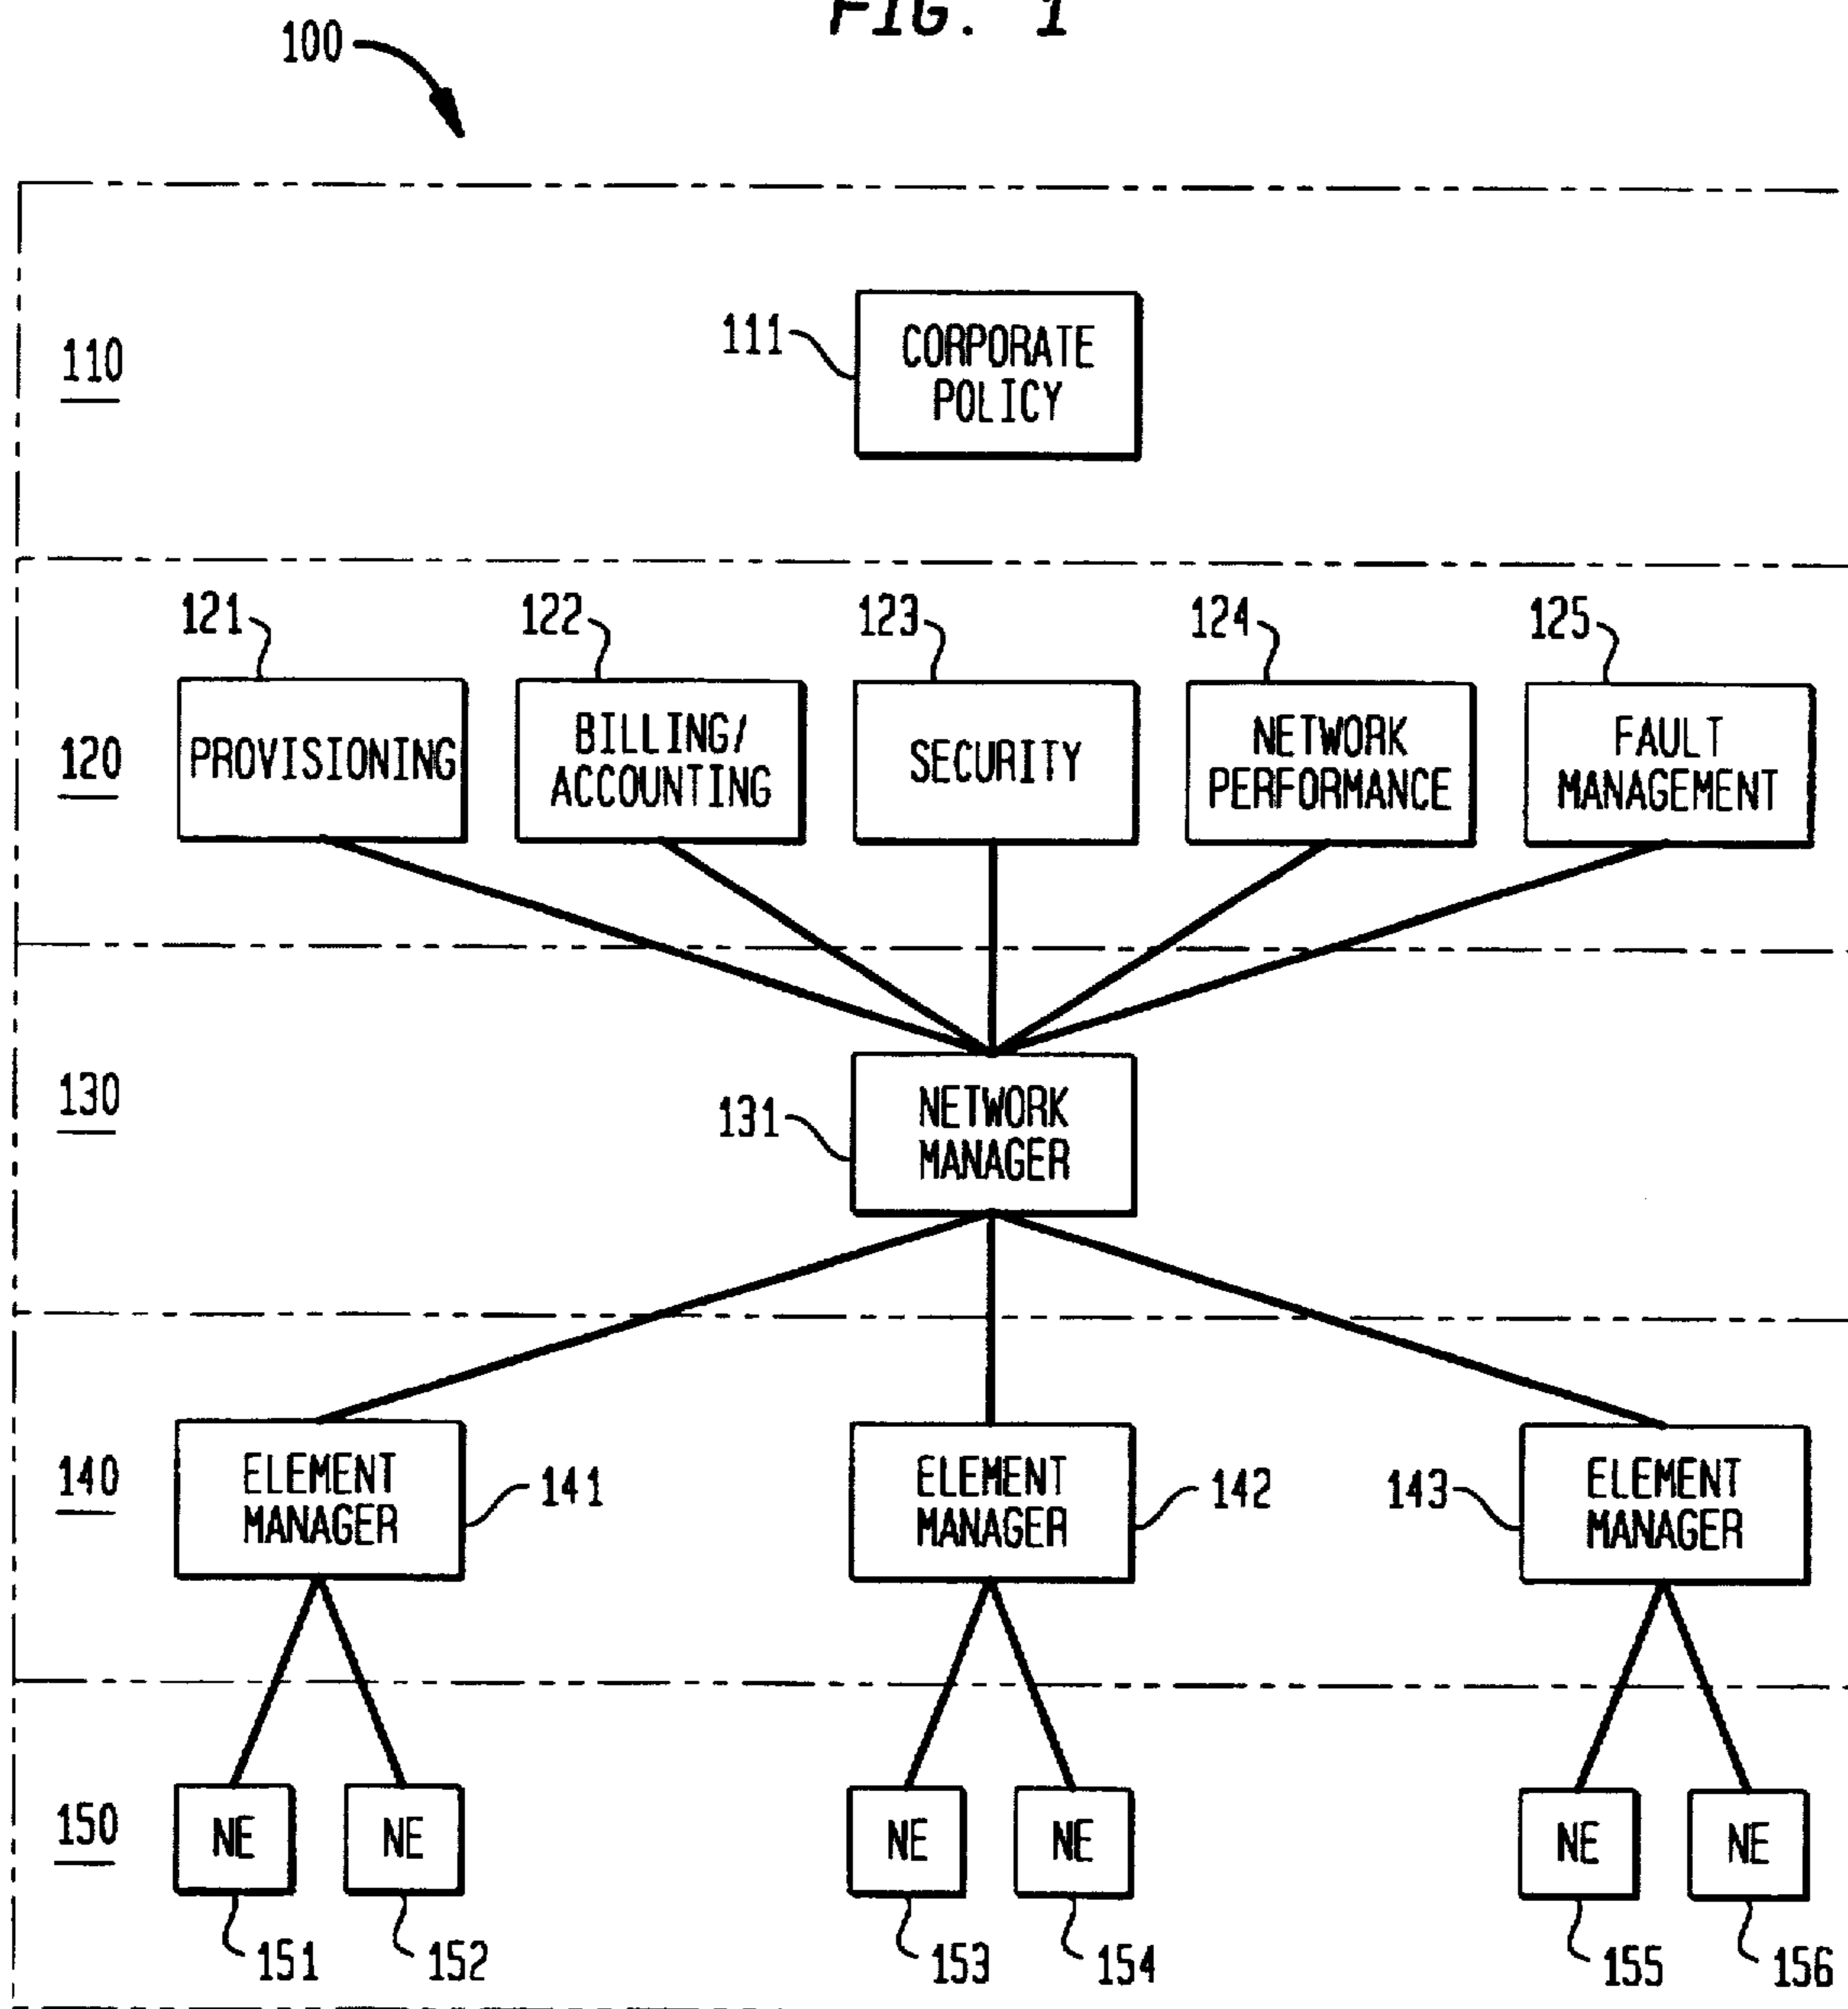 FIG. 1
100
110
111
CORPORATE
POLICY
120
121
122
123
124
125
PROVISIONING
BILLING/
ACCOUNTING
SECURITY
NETWORK
PERFORMANCE
FAULT
MANAGEMENT
130
131
NETWORK
MANAGER
140
ELEMENT
MANAGER
141
ELEMENT
MANAGER
142
143
ELEMENT
MANAGER
150
NE
NE
NE
NE
NE
NE
151
152
153
154
155
156